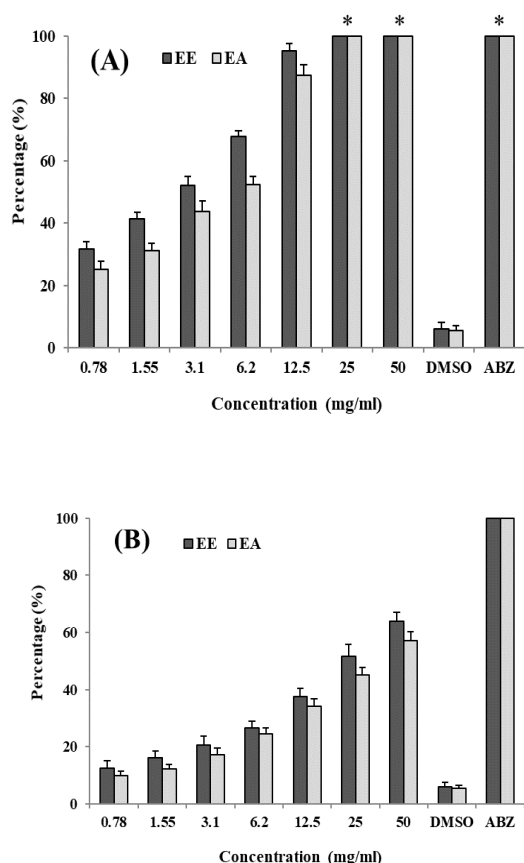 * * *
100
(A)
EE EA
80
60
40
20
0
Percentage (%)
0.78 1.55 3.1 6.2 12.5 25 50 DMSO ABZ
Concentration (mg/ml)
100
(B)
EE EA
80
60
40
20
0
Percentage (%)
0.78 1.55 3.1 6.2 12.5 25 50 DMSO ABZ
Concentration (mg/ml)